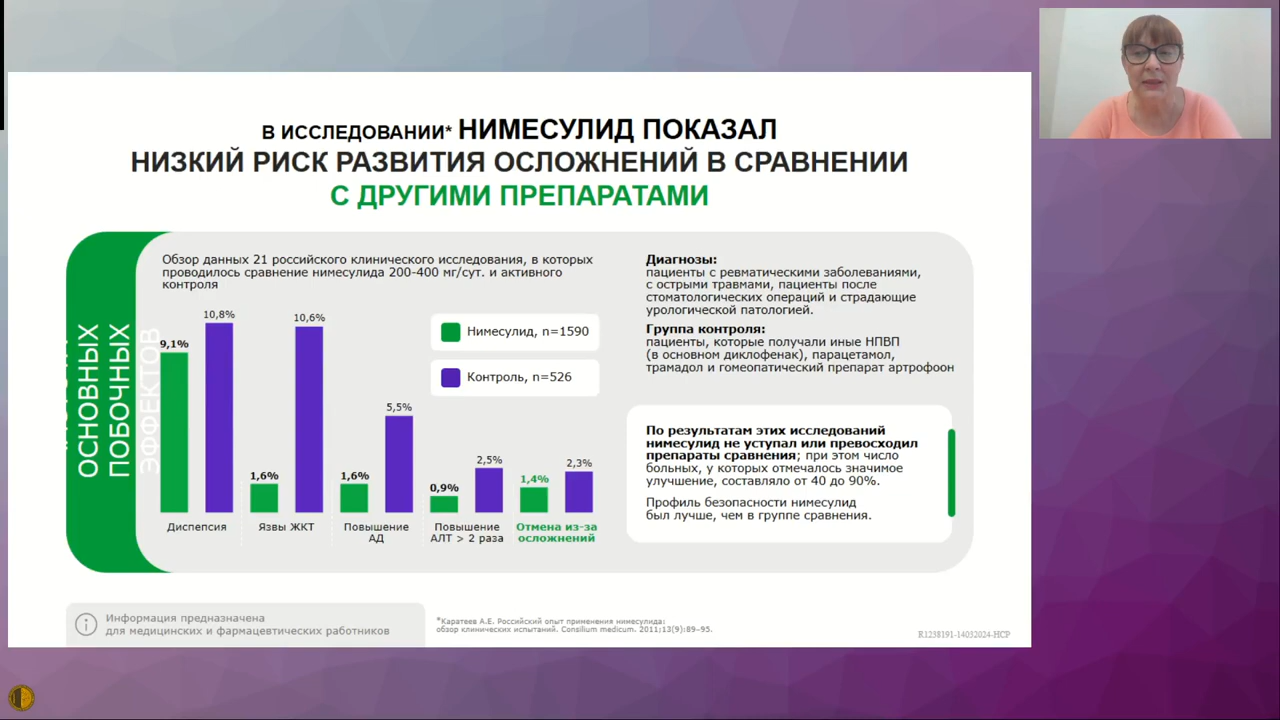 В ИССЛЕДОВАНИИ* НИМЕСУЛИД ПОКАЗАЛ
НИЗКИЙ РИСК РАЗВИТИЯ ОСЛОЖНЕНИЙ В СРАВНЕНИИ
С ДРУГИМИ ПРЕПАРАТАМИ
ОСНОВНЫХ
ПОБОЧНЫХ
ЭФФЕКТОВ
Обзор данных 21 российского клинического исследования, в которых
проводилось сравнение нимесулида 200-400 мг/сут. и активного
контроля
9,1%
10,8%
1,6%
10,6%
1,6%
5,5%
0,9%
2,5%
1,4%
2,3%
Нимесулид, n=1590
Контроль, n=526
Диспепсия
Язвы ЖКТ
Повышение
АД
Повышение
АЛТ > 2 раза
Отмена из-за
осложнений
Диагнозы:
пациенты с ревматическими заболеваниями,
с острыми травмами, пациенты после
стоматологических операций и страдающие
урологической патологией.
Группа контроля:
пациенты, которые получали иные НПВП
(в основном диклофенак), парацетамол,
трамадол и гомеопатический препарат артрофоон
По результатам этих исследований
нимесулид не уступал или превосходил
препараты сравнения; при этом число
больных, у которых отмечалось значимое
улучшение, составляло от 40 до 90%.
Профиль безопасности нимесулид
был лучше, чем в группе сравнения.
Информация предназначена
для медицинских и фармацевтических работников
*Каратеев А.Е. Российский опыт применения нимесулида:
обзор клинических испытаний. Consilium medicum. 2011;13(9):89–95.
R1238191-14032024-HCP